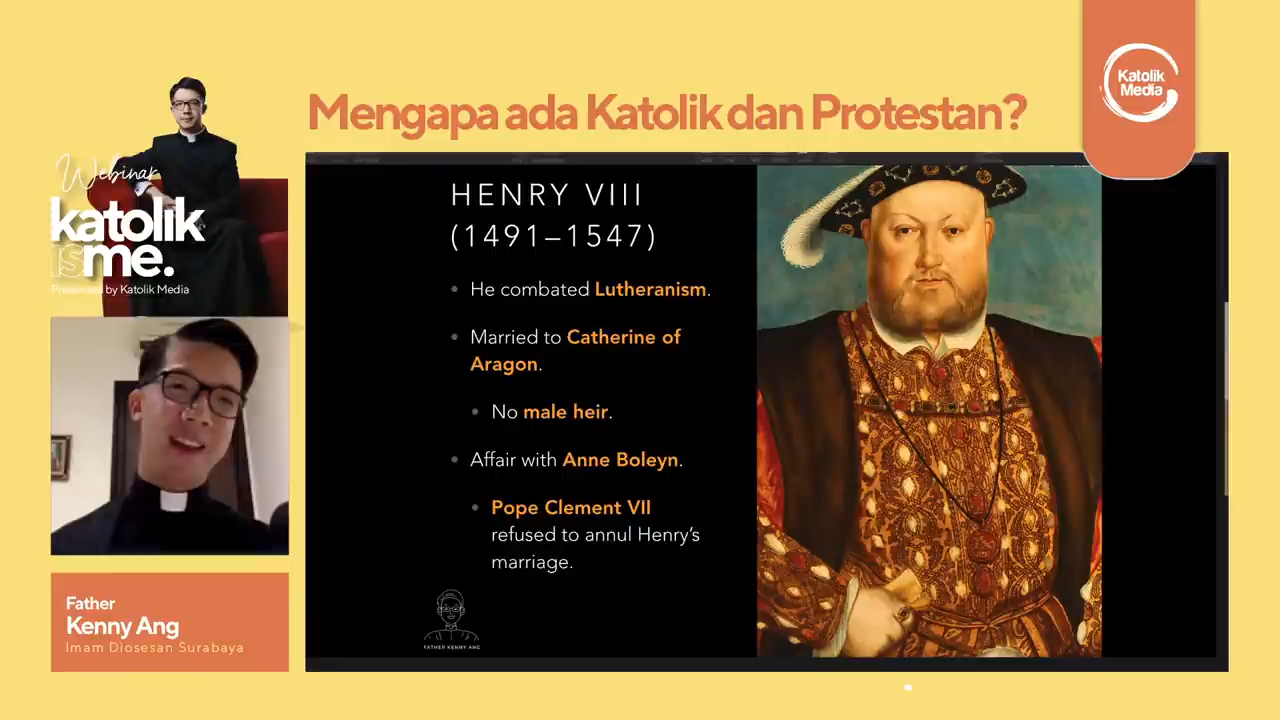 Mengapa ada Katolik dan Protestan?
Katolik
Media
Webinar
katolik
isme.
Presented by Katolik Media
HENRY VIII
(1491–1547)
He combated Lutheranism.
Married to Catherine of
Aragon.
No male heir.
Affair with Anne Boleyn.
Pope Clement VII
refused to annul Henry's
marriage.
FATHER KENNY ANG
Father
Kenny Ang
Imam Diosesan Surabaya